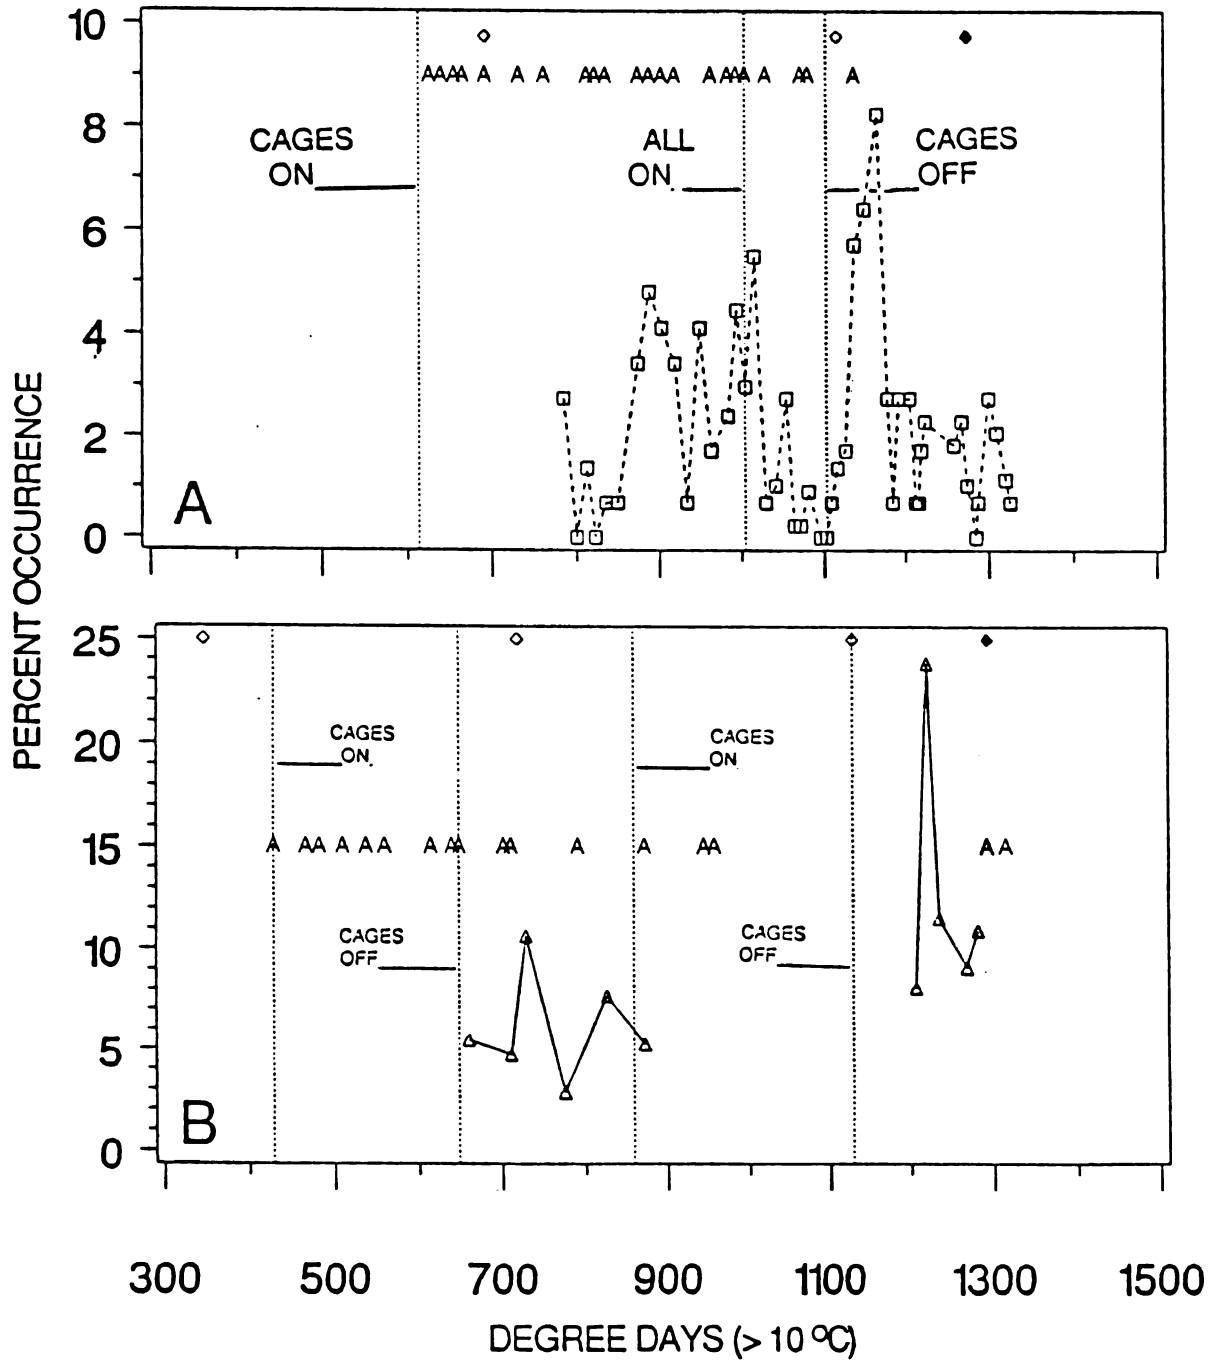 PERCENT OCCURRENCE
10
8
6
4
2
0
A A A A A A A A A A A A A A A A A A A A A A A
CAGES
ON
ALL
ON
CAGES
OFF
A
25
20
15
10
5
0
CAGES
ON
CAGES
ON
A A A A A A A A A A A A A A A A A
CAGES
OFF
CAGES
OFF
B
300 500 700 900 1100 1300 1500
DEGREE DAYS (> 10 °C)